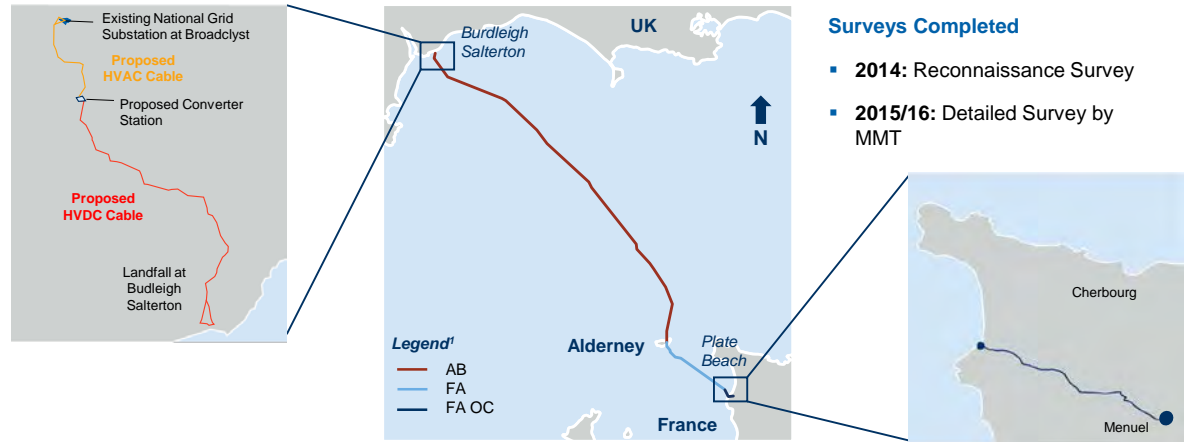 Existing National Grid
Substation at Broadclyst
Proposed
HVAC Cable
Proposed Converter
Station
Proposed
HVDC Cable
Landfall at
Budleigh
Salterton
Burdleigh
Salterton
UK
N
Alderney
Plate
Beach
France
Legend¹
AB
FA
FA OC
Surveys Completed
▪ 2014: Reconnaissance Survey
▪ 2015/16: Detailed Survey by
MMT
Cherbourg
Menuel